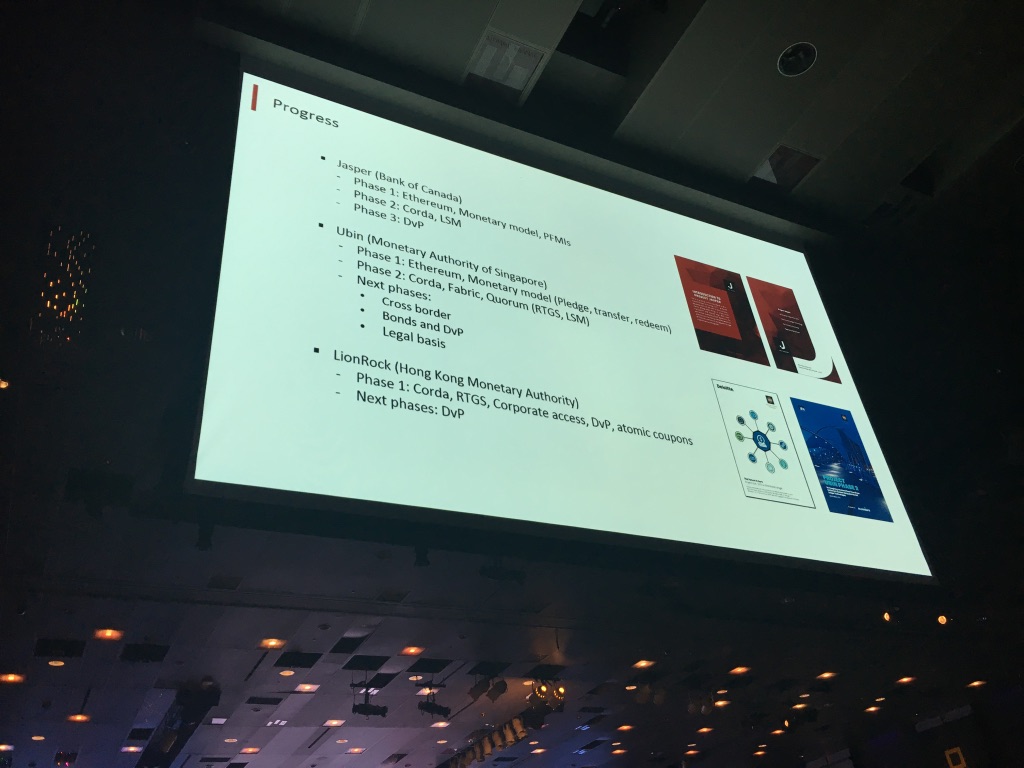 Progress
▪ Jasper (Bank of Canada)
- Phase 1: Ethereum, Monetary model, PFMIs
- Phase 2: Corda, LSM
- Phase 3: DvP
▪ Ubin (Monetary Authority of Singapore)
- Phase 1: Ethereum, Monetary model (Pledge, transfer, redeem)
- Phase 2: Corda, Fabric, Quorum (RTGS, LSM)
- Next phases:
• Cross border
• Bonds and DvP
• Legal basis
▪ LionRock (Hong Kong Monetary Authority)
- Phase 1: Corda, RTGS, Corporate access, DvP, atomic coupons
- Next phases: DvP
J
J
Deloitte